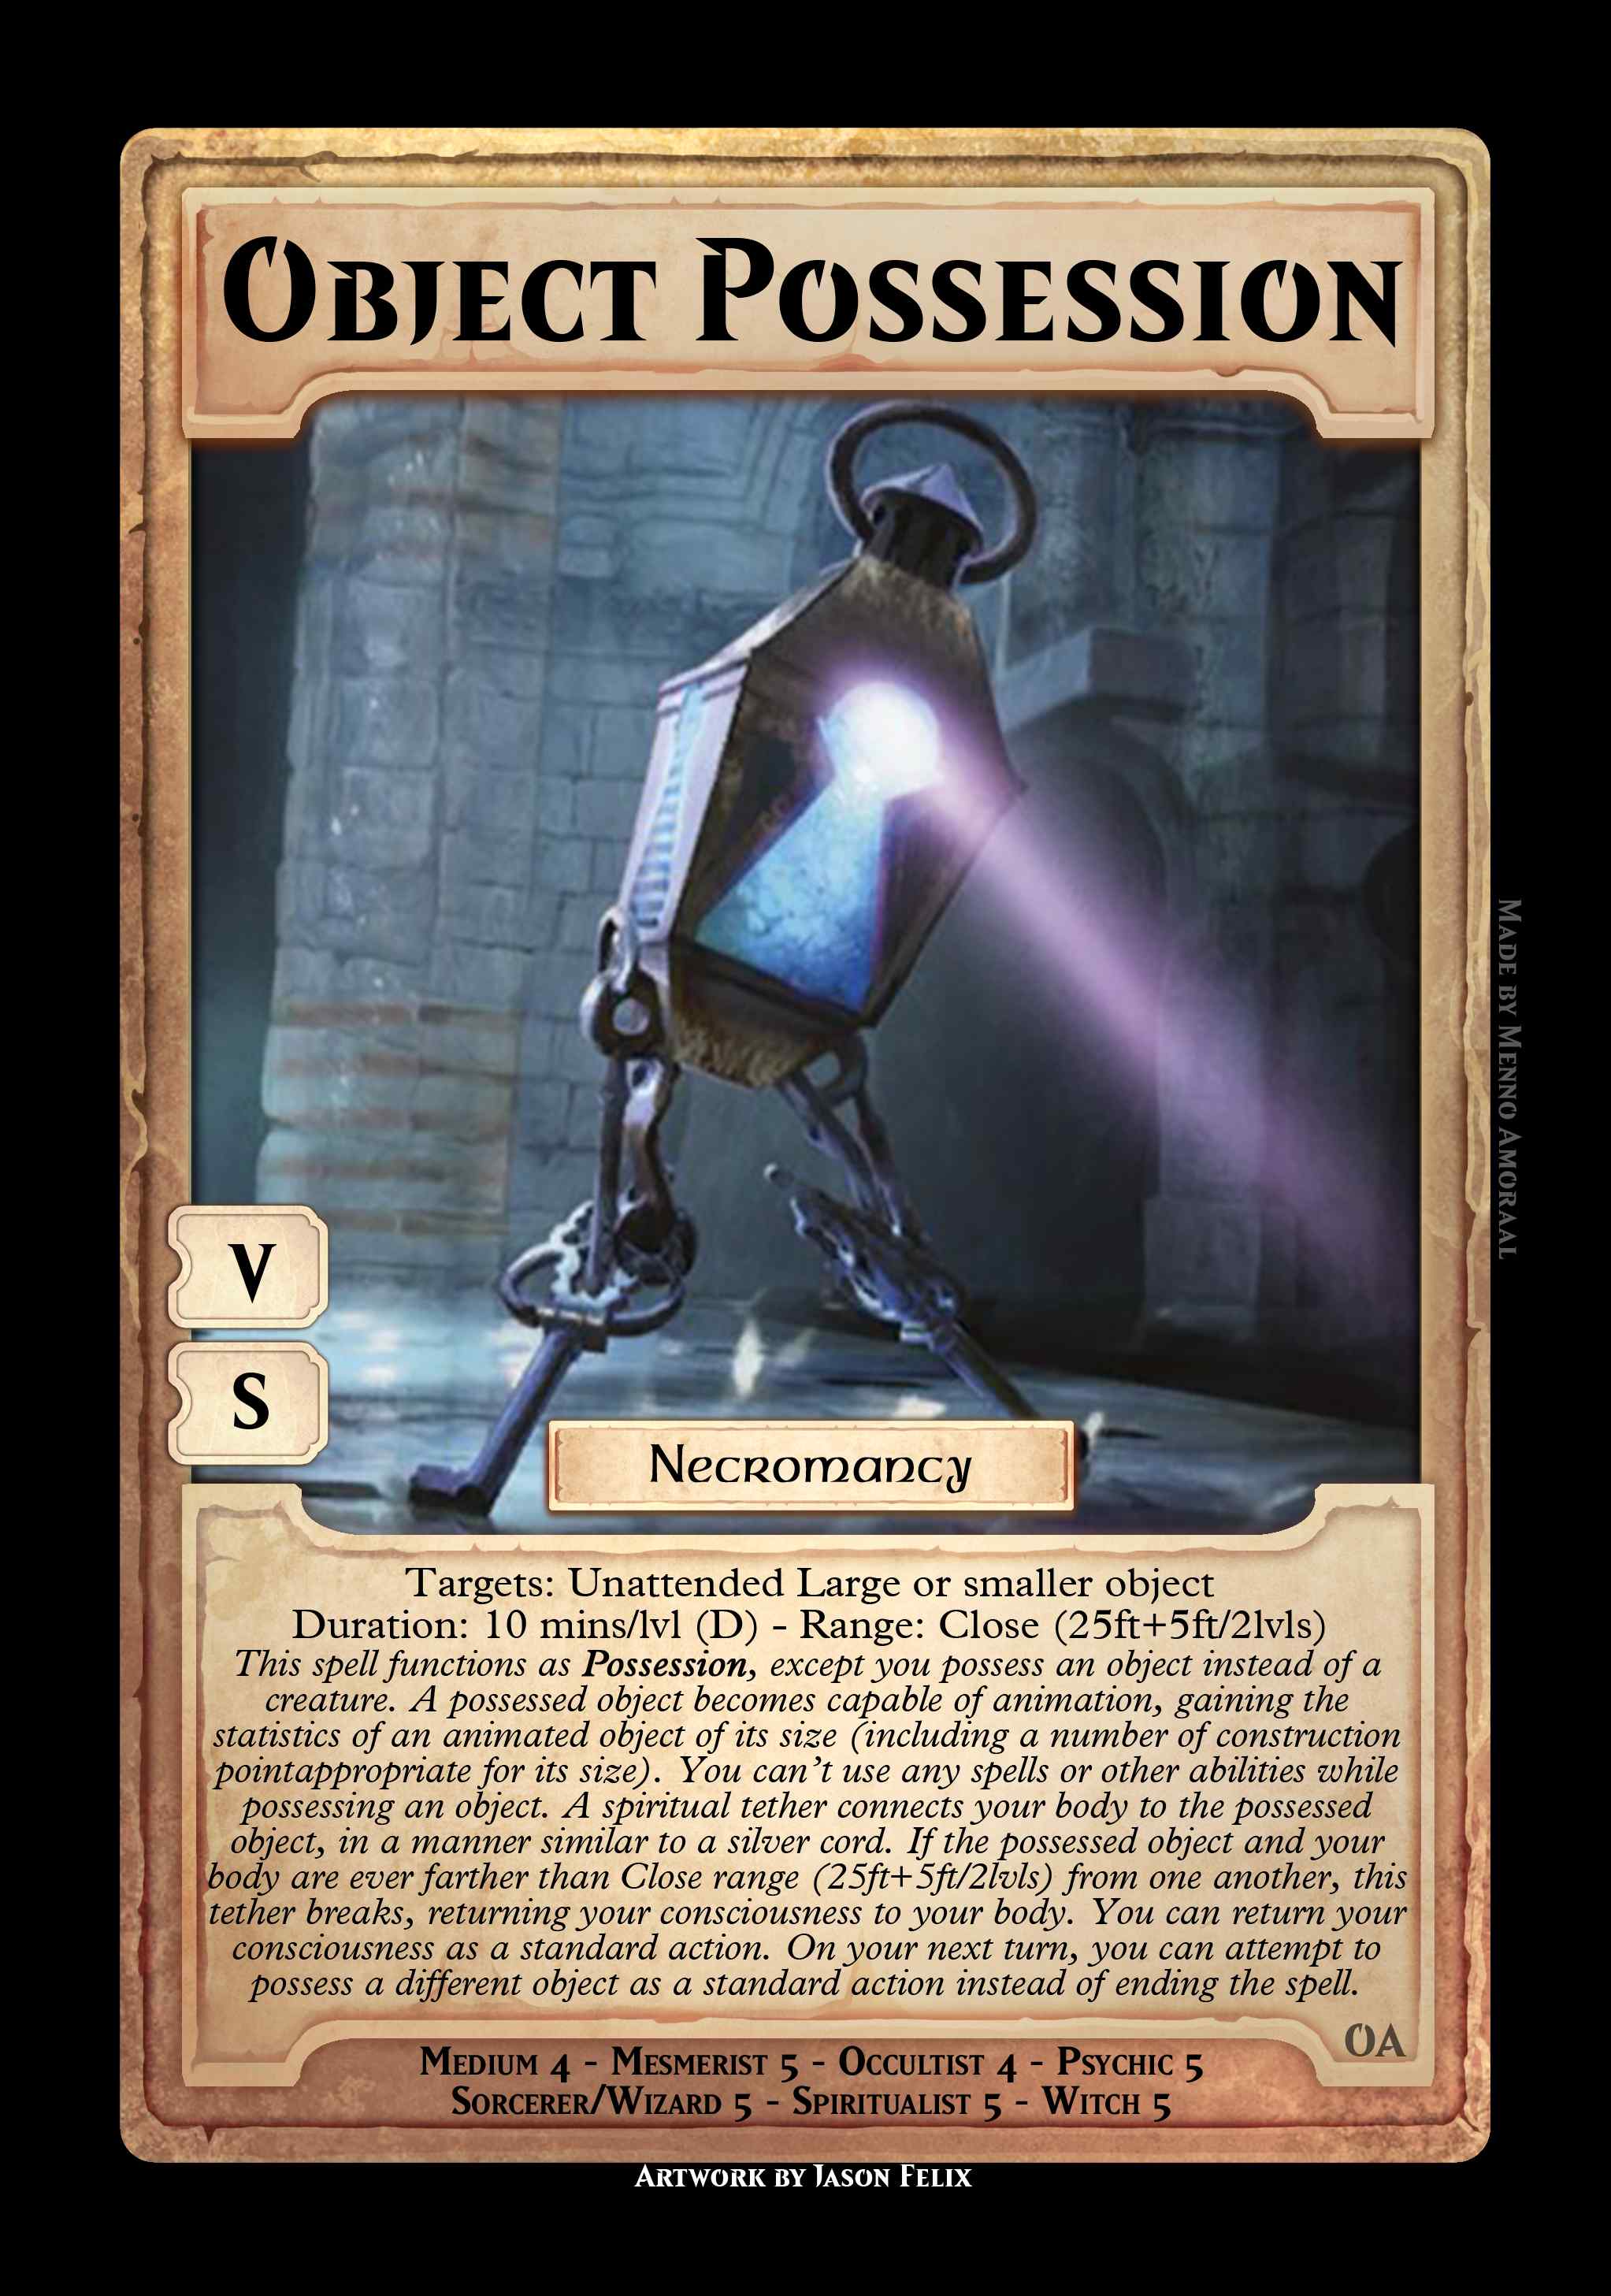 Object Possession
Made by Menno Amoraal
V
S
Necromancy
Targets: Unattended Large or smaller object
Duration: 10 mins/lvl (D) - Range: Close (25ft+5ft/2lvls)
This spell functions as Possession, except you possess an object instead of a
creature. A possessed object becomes capable of animation, gaining the
statistics of an animated object of its size (including a number of construction
pointappropriate for its size). You can't use any spells or other abilities while
possessing an object. A spiritual tether connects your body to the possessed
object, in a manner similar to a silver cord. If the possessed object and your
body are ever farther than Close range (25ft+5ft/2lvls) from one another, this
tether breaks, returning your consciousness to your body. You can return your
consciousness as a standard action. On your next turn, you can attempt to
possess a different object as a standard action instead of ending the spell.
OA
Medium 4 - Mesmerist 5 - Occultist 4 - Psychic 5
Sorcerer/Wizard 5 - Spiritualist 5 - Witch 5
Artwork by Jason Felix